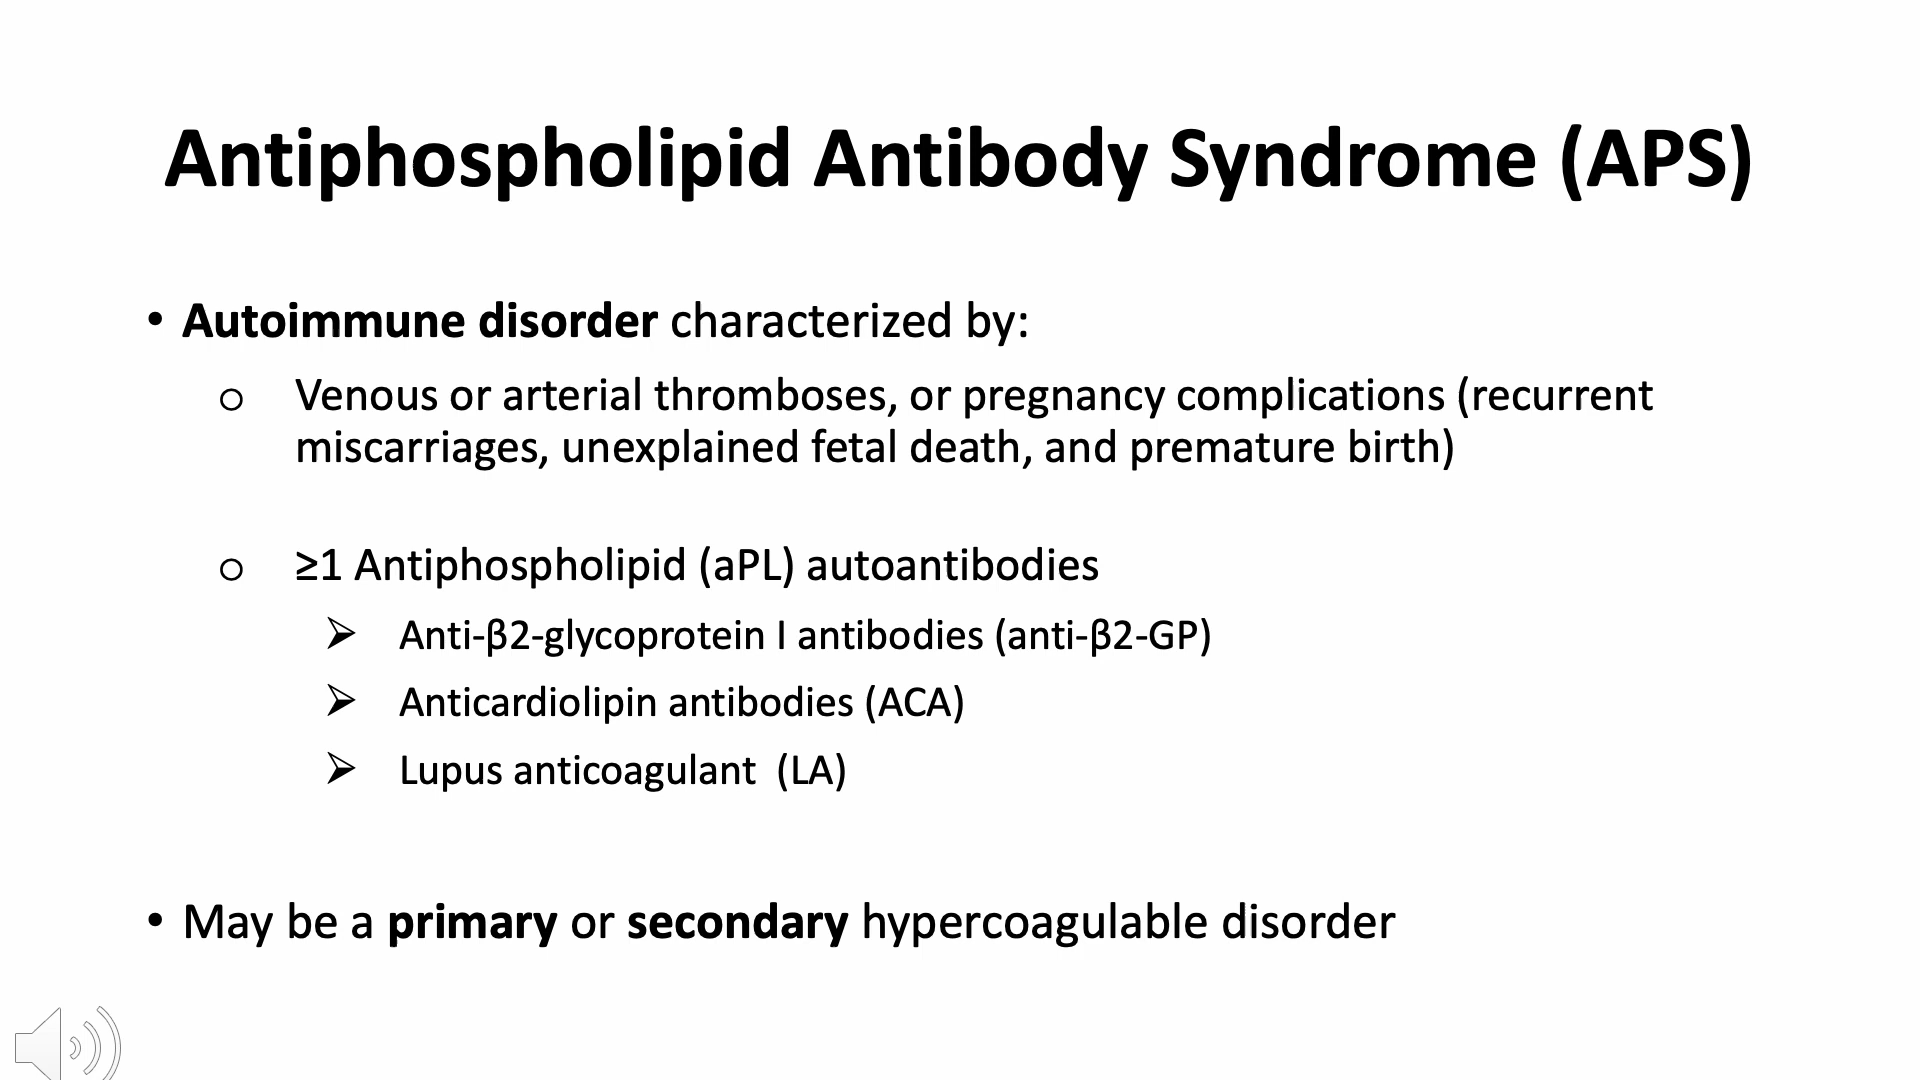 Antiphospholipid Antibody Syndrome (APS)
• Autoimmune disorder characterized by:
o Venous or arterial thromboses, or pregnancy complications (recurrent
miscarriages, unexplained fetal death, and premature birth)
o ≥1 Antiphospholipid (aPL) autoantibodies
➢ Anti-β2-glycoprotein I antibodies (anti-β2-GP)
➢ Anticardiolipin antibodies (ACA)
➢ Lupus anticoagulant (LA)
• May be a primary or secondary hypercoagulable disorder